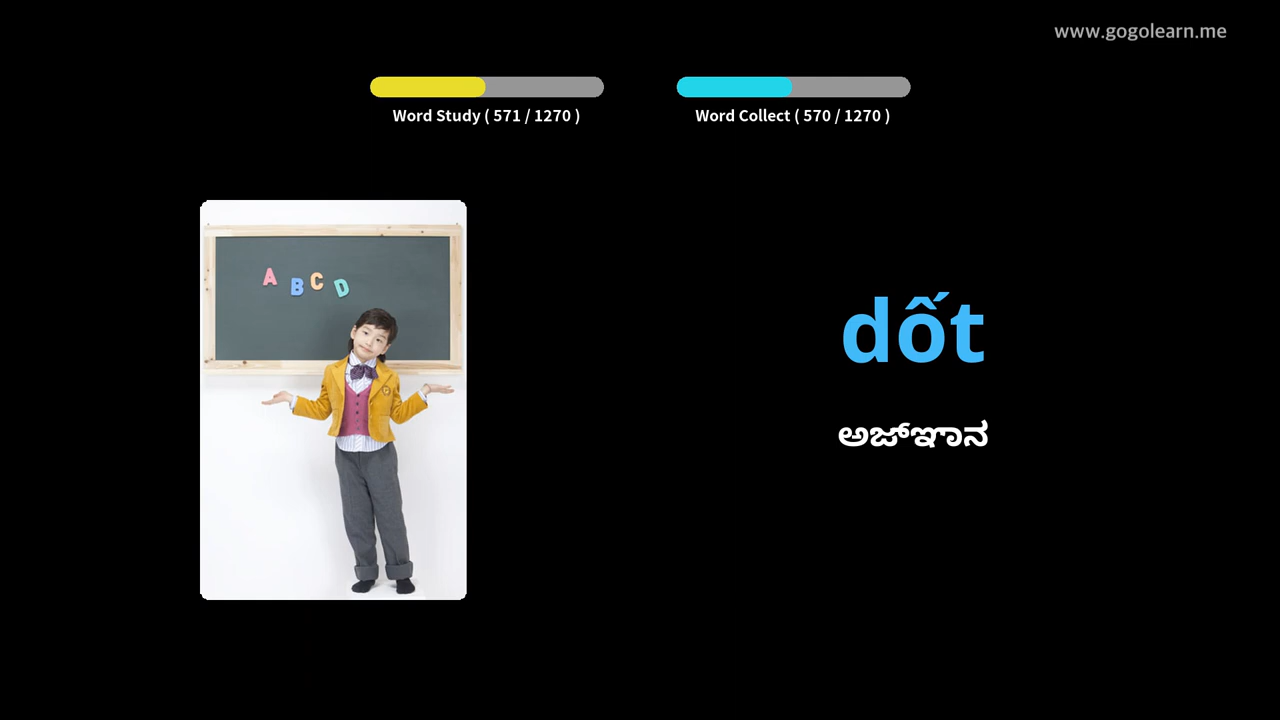 www.gogolearn.me
Word Study ( 571 / 1270 )
Word Collect ( 570 / 1270 )
A B C D
dốt
ಅಜ್‌ಞಾನ